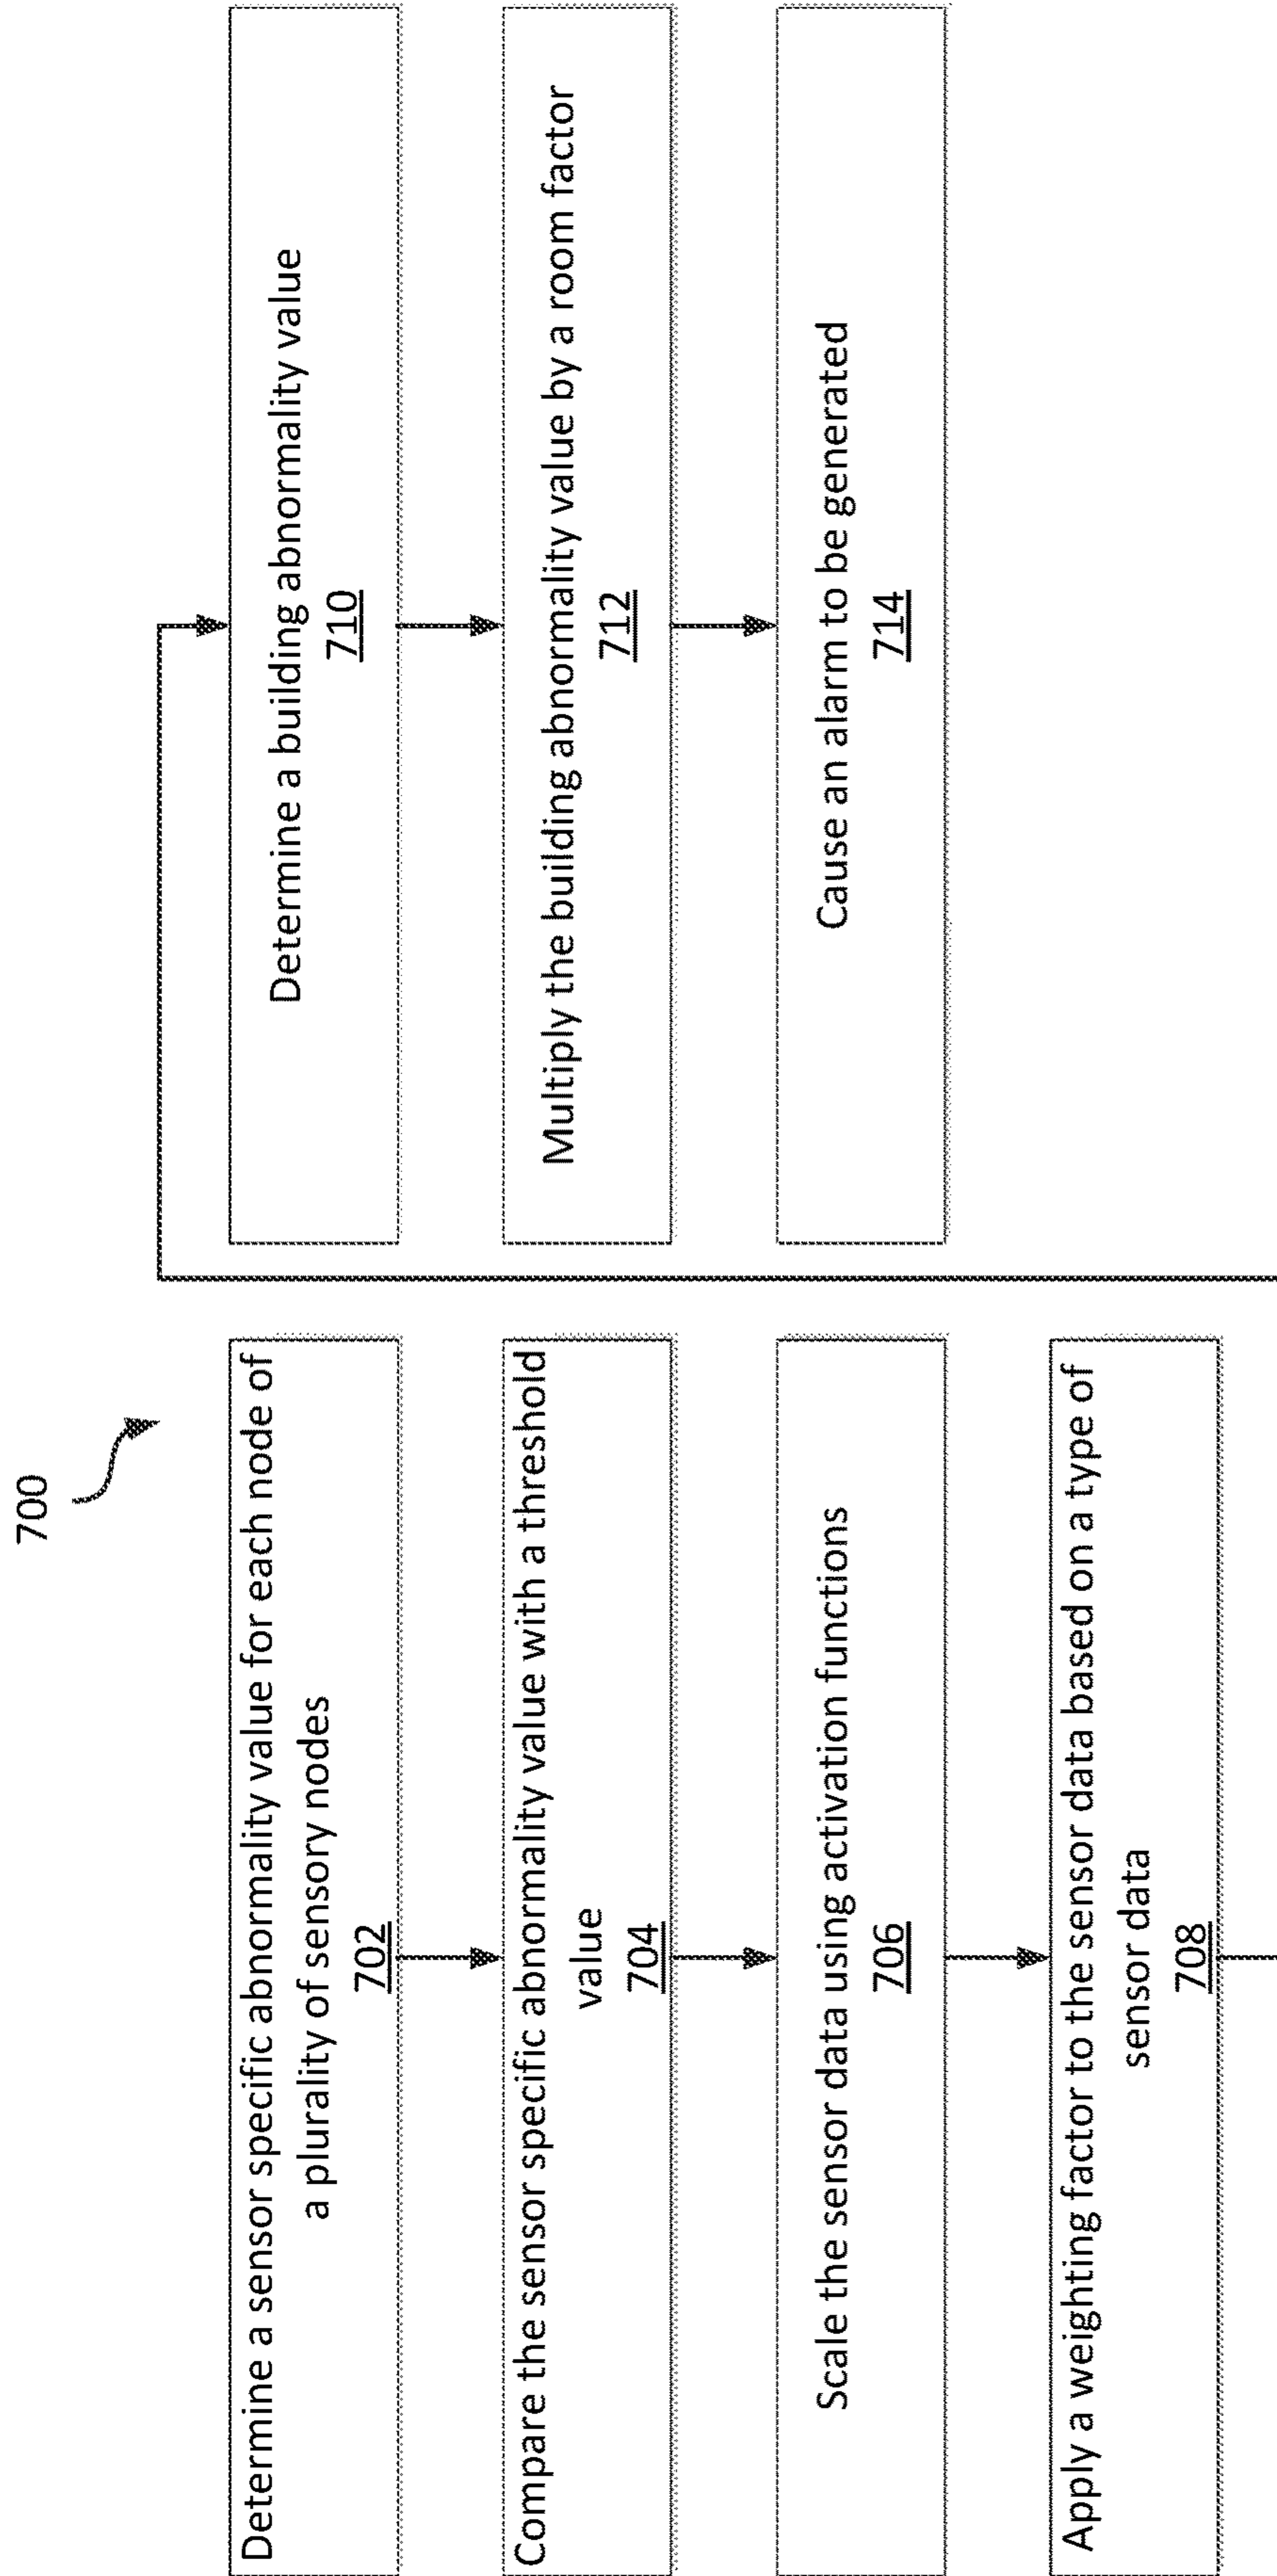 700
Determine a sensor specific abnormality value for each node of
a plurality of sensory nodes
702
Compare the sensor specific abnormality value with a threshold
value
704
Scale the sensor data using activation functions
706
Apply a weighting factor to the sensor data based on a type of
sensor data
708
Determine a building abnormality value
710
Multiply the building abnormality value by a room factor
712
Cause an alarm to be generated
714